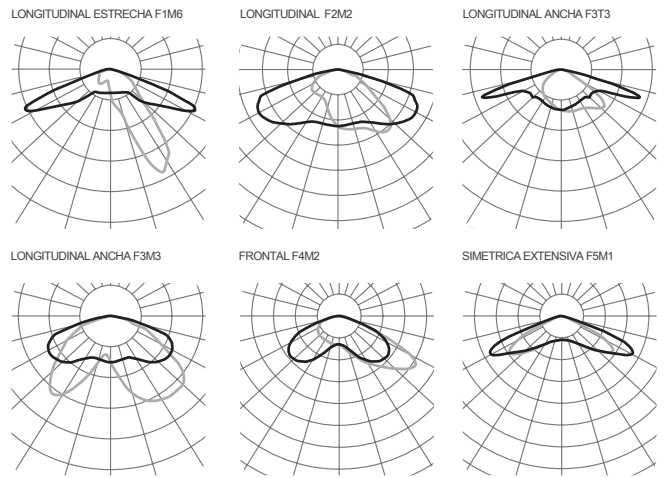 LONGITUDINAL ESTRECHA F1M6
LONGITUDINAL F2M2
LONGITUDINAL ANCHA F3T3
LONGITUDINAL ANCHA F3M3
FRONTAL F4M2
SIMETRICA EXTENSIVA F5M1